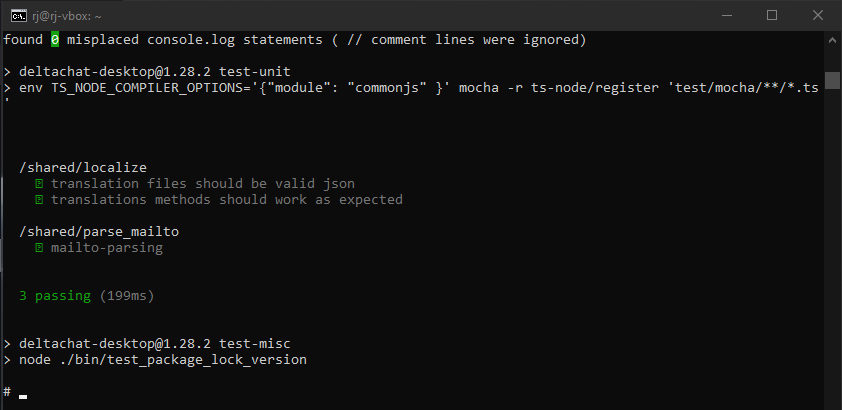 rj@rj-vbox: ~
found 0 misplaced console.log statements ( // comment lines were ignored)
> deltachat-desktop@1.28.2 test-unit
> env TS_NODE_COMPILER_OPTIONS='{"module": "commonjs" }' mocha -r ts-node/register 'test/mocha/**/*.ts
'
/shared/localize
translation files should be valid json
translations methods should work as expected
/shared/parse_mailto
mailto-parsing
3 passing (199ms)
> deltachat-desktop@1.28.2 test-misc
> node ./bin/test_package_lock_version
#